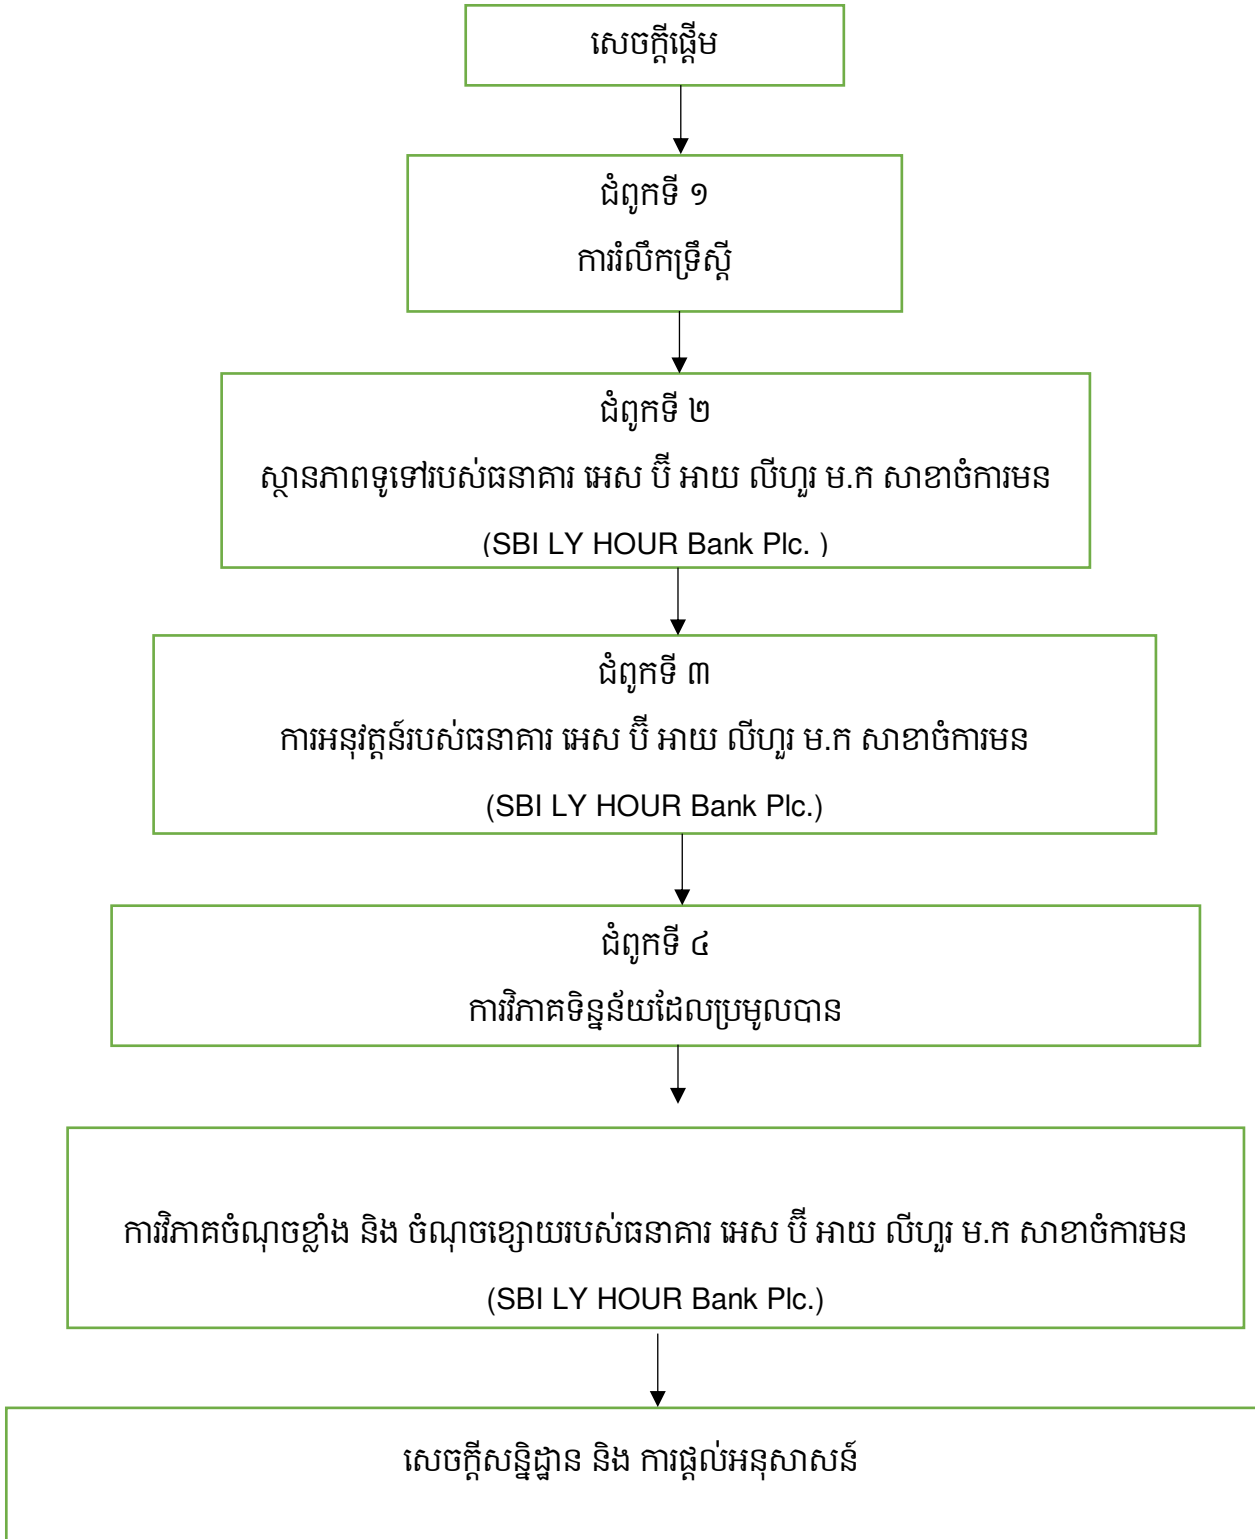 សេចក្តីផ្តើម
ជំពូកទី ១
ការរំលឹកទ្រឹស្តី
ជំពូកទី ២
ស្ថានភាពទូទៅរបស់ធនាគារ អេស ប៊ី អាយ លីហួរ ម.ក សាខាចំការមន
(SBI LY HOUR Bank Plc. )
ជំពូកទី ៣
ការអនុវត្តន៍របស់ធនាគារ អេស ប៊ី អាយ លីហួរ ម.ក សាខាចំការមន
(SBI LY HOUR Bank Plc.)
ជំពូកទី ៤
ការវិភាគទិន្នន័យដែលប្រមូលបាន
ការវិភាគចំណុចខ្លាំង និង ចំណុចខ្សោយរបស់ធនាគារ អេស ប៊ី អាយ លីហួរ ម.ក សាខាចំការមន
(SBI LY HOUR Bank Plc.)
សេចក្តីសន្និដ្ឋាន និង ការផ្តល់អនុសាសន៍